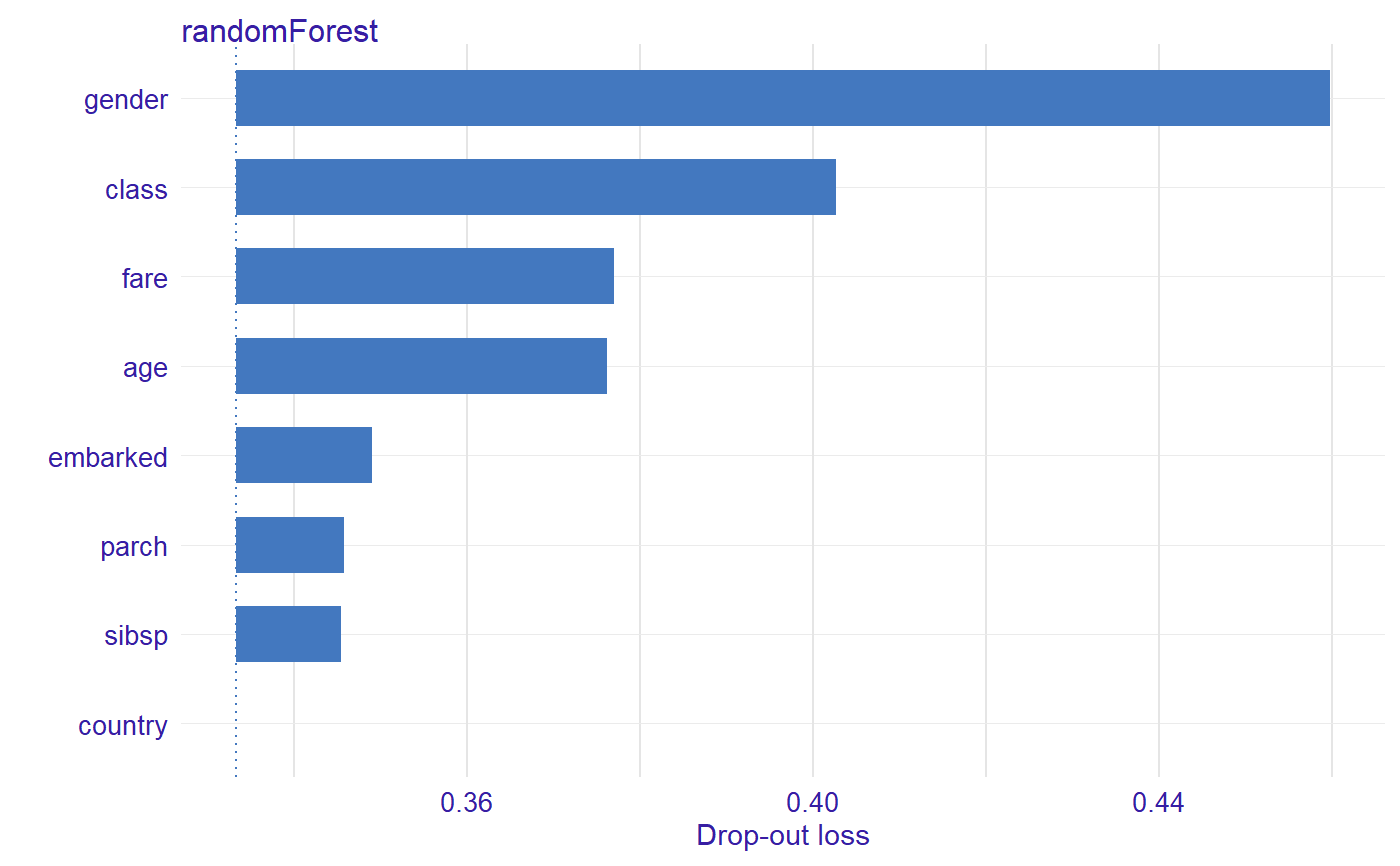 randomForest
gender
class
fare
age
embarked
parch
sibsp
country
0.36 0.40 0.44
Drop-out loss